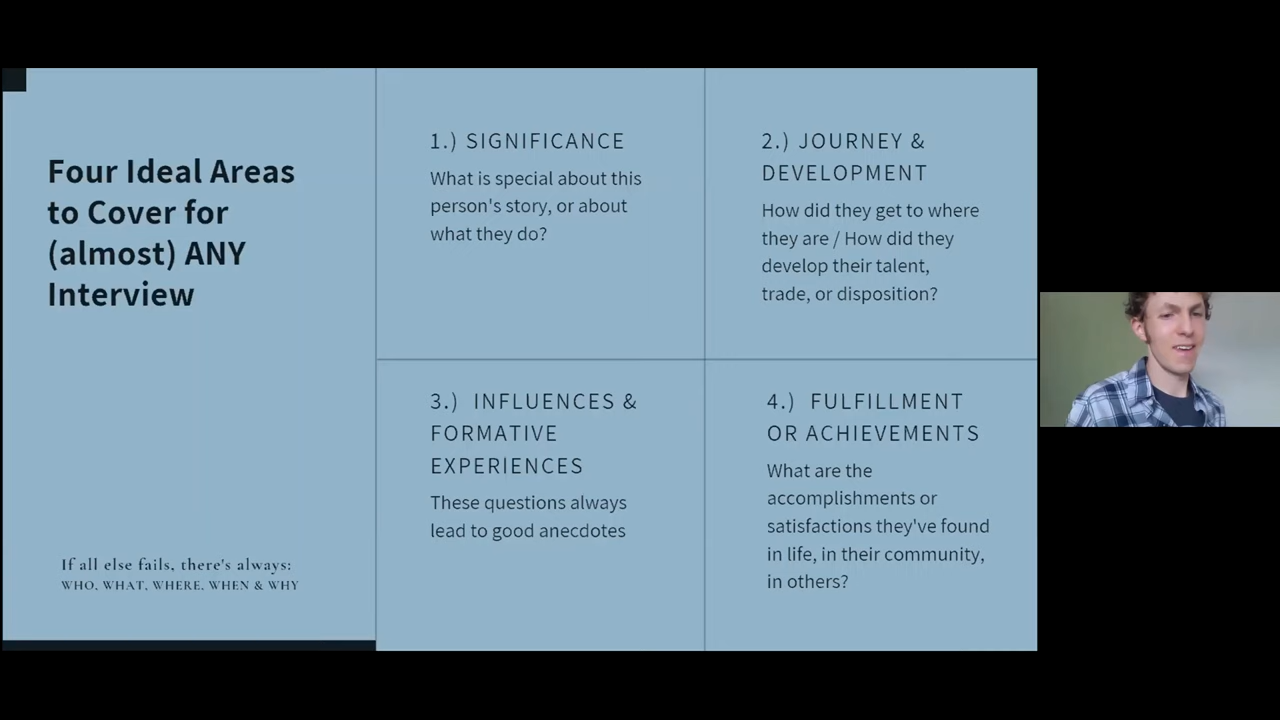 Four Ideal Areas
to Cover for
(almost) ANY
Interview
If all else fails, there's always:
WHO, WHAT, WHERE, WHEN & WHY
1.) SIGNIFICANCE
What is special about this
person's story, or about
what they do?
2.) JOURNEY &
DEVELOPMENT
How did they get to where
they are / How did they
develop their talent,
trade, or disposition?
3.) INFLUENCES &
FORMATIVE
EXPERIENCES
These questions always
lead to good anecdotes
4.) FULFILLMENT
OR ACHIEVEMENTS
What are the
accomplishments or
satisfactions they've found
in life, in their community,
in others?